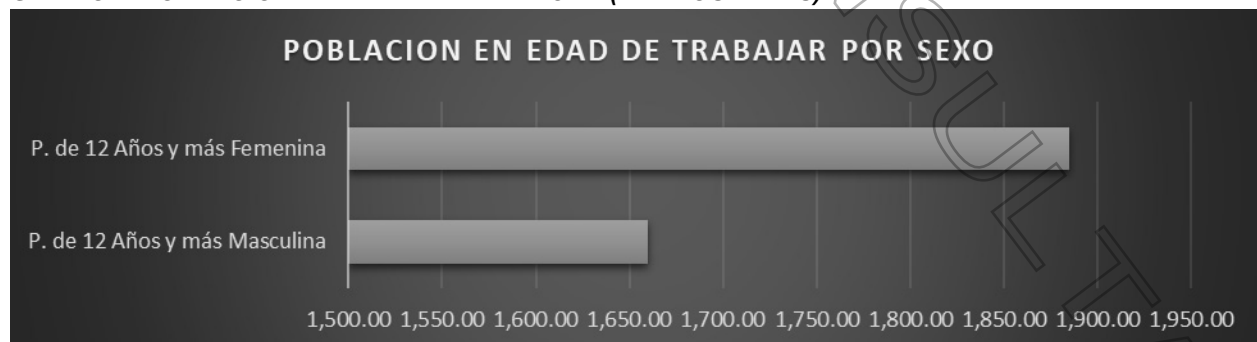 POBLACION EN EDAD DE TRABAJAR POR SEXO
P. de 12 Años y más Femenina
P. de 12 Años y más Masculina
1,500.00 1,550.00 1,600.00 1,650.00 1,700.00 1,750.00 1,800.00 1,850.00 1,900.00 1,950.00